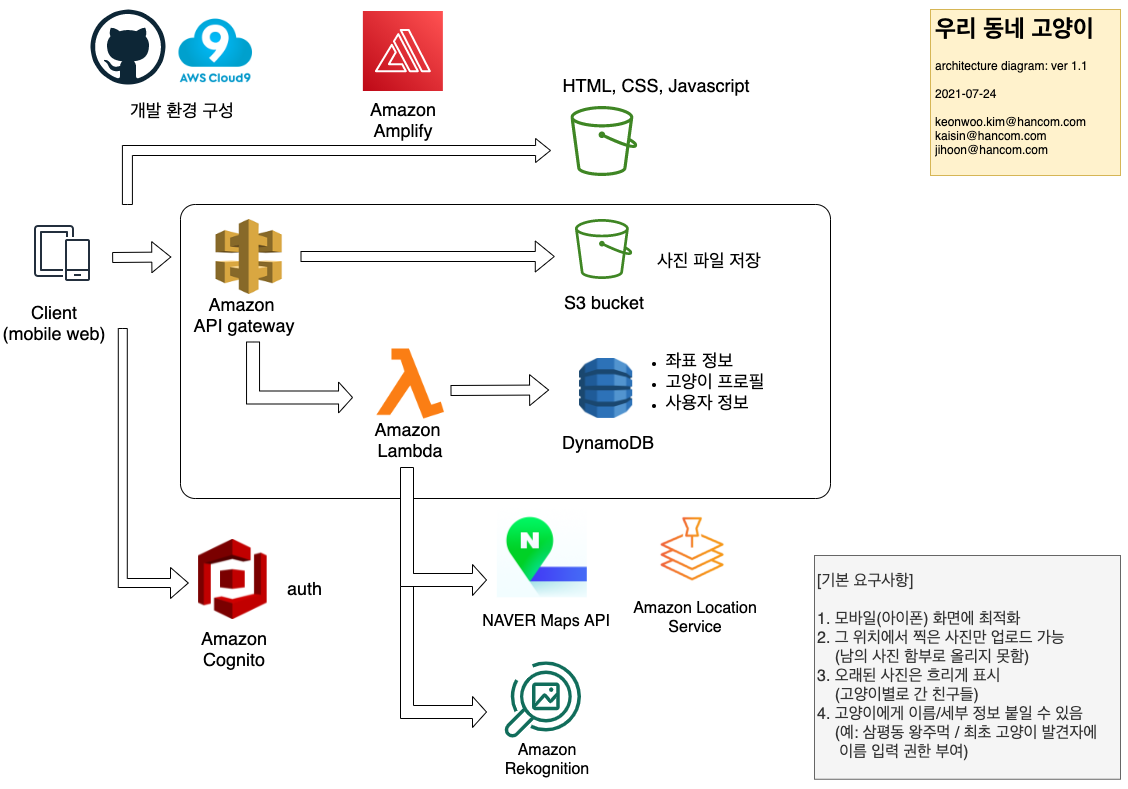 9
AWS Cloud9
개발 환경 구성
Amazon
Amplify
HTML, CSS, Javascript
우리 동네 고양이
architecture diagram: ver 1.1
2021-07-24
keonwoo.kim@hancom.com
kaisin@hancom.com
jihoon@hancom.com
Client
(mobile web)
Amazon
API gateway
사진 파일 저장
S3 bucket
Amazon
Lambda
• 좌표 정보
• 고양이 프로필
• 사용자 정보
DynamoDB
auth
Amazon
Cognito
N
NAVER Maps API
Amazon Location
Service
Amazon
Rekognition
[기본 요구사항]
1. 모바일(아이폰) 화면에 최적화
2. 그 위치에서 찍은 사진만 업로드 가능
(남의 사진 함부로 올리지 못함)
3. 오래된 사진은 흐리게 표시
(고양이별로 간 친구들)
4. 고양이에게 이름/세부 정보 붙일 수 있음
(예: 삼평동 왕주먹 / 최초 고양이 발견자에
이름 입력 권한 부여)